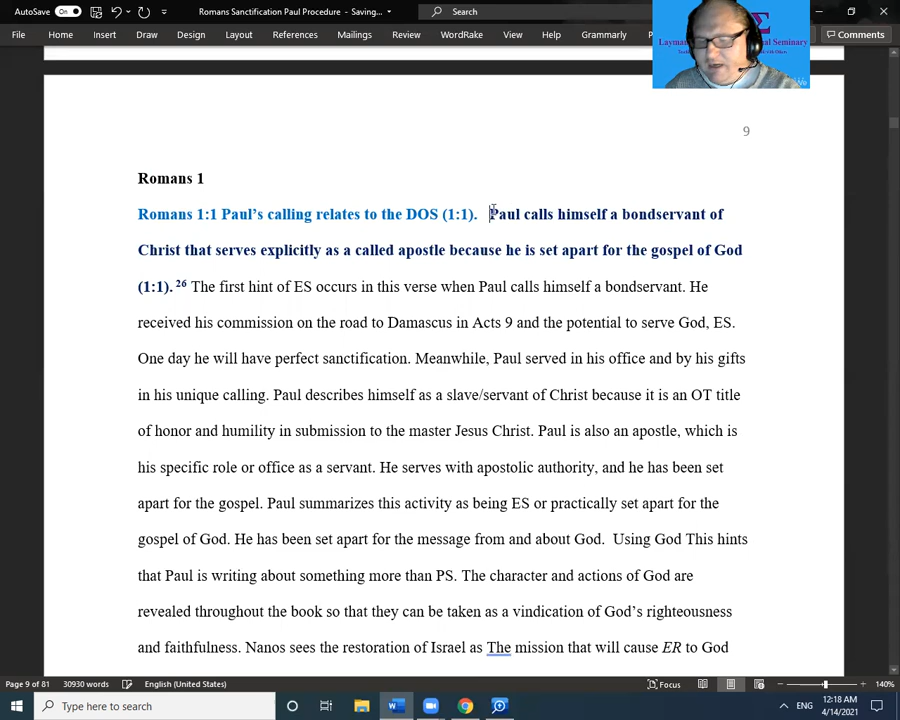 AutoSave On Romans Sanctification Paul Procedure - Saving... Search
File Home Insert Draw Design Layout References Mailings Review WordRake View Help Grammarly Comments
9
Romans 1
Romans 1:1 Paul's calling relates to the DOS (1:1). Paul calls himself a bondservant of
Christ that serves explicitly as a called apostle because he is set apart for the gospel of God
(1:1). 26 The first hint of ES occurs in this verse when Paul calls himself a bondservant. He
received his commission on the road to Damascus in Acts 9 and the potential to serve God, ES.
One day he will have perfect sanctification. Meanwhile, Paul served in his office and by his gifts
in his unique calling. Paul describes himself as a slave/servant of Christ because it is an OT title
of honor and humility in submission to the master Jesus Christ. Paul is also an apostle, which is
his specific role or office as a servant. He serves with apostolic authority, and he has been set
apart for the gospel. Paul summarizes this activity as being ES or practically set apart for the
gospel of God. He has been set apart for the message from and about God.  Using God This hints
that Paul is writing about something more than PS. The character and actions of God are
revealed throughout the book so that they can be taken as a vindication of God's righteousness
and faithfulness. Nanos sees the restoration of Israel as The mission that will cause ER to God
Page 9 of 81 30930 words English (United States) Focus 140%
Type here to search ENG 12:18 AM
4/14/2021